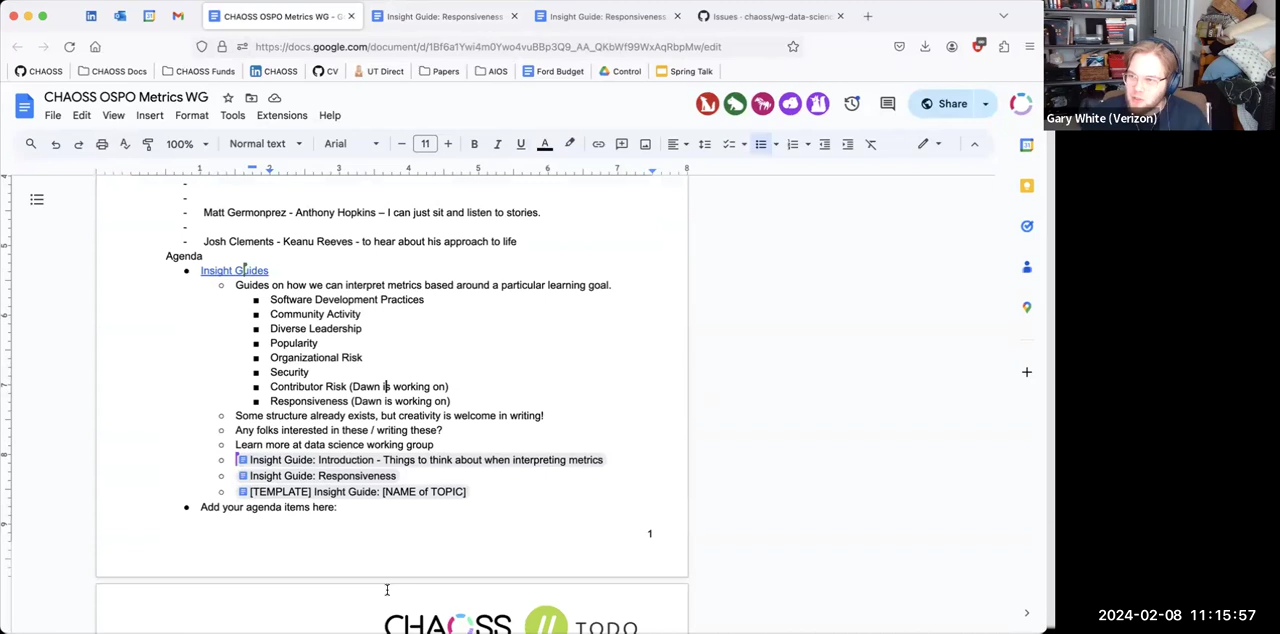 CHAOSS OSPO Metrics WG - G
Insight Guide: Responsiveness
Insight Guide: Responsiveness
Issues · chaoss/wg-data-scien
https://docs.google.com/document/d/1Bf6a1Ywi4m0Ywo4vuBBp3Q9_AA_QKbWf99WxAqRbpMw/edit
CHAOSS
CHAOSS Docs
CHAOSS Funds
CHAOSS
CV
UT Direct
Papers
AIOS
Ford Budget
Control
Spring Talk
Gary White (Verizon)
CHAOSS OSPO Metrics WG
File Edit View Insert Format Tools Extensions Help
Share
100% Normal text Arial 11
1 2 3 4 5 6 7 8
- 
- 
- Matt Germonprez - Anthony Hopkins – I can just sit and listen to stories.
- 
- Josh Clements - Keanu Reeves - to hear about his approach to life
Agenda
● Insight Guides
○ Guides on how we can interpret metrics based around a particular learning goal.
■ Software Development Practices
■ Community Activity
■ Diverse Leadership
■ Popularity
■ Organizational Risk
■ Security
■ Contributor Risk (Dawn is working on)
■ Responsiveness (Dawn is working on)
○ Some structure already exists, but creativity is welcome in writing!
○ Any folks interested in these / writing these?
○ Learn more at data science working group
○ Insight Guide: Introduction - Things to think about when interpreting metrics
○ Insight Guide: Responsiveness
○ [TEMPLATE] Insight Guide: [NAME of TOPIC]
● Add your agenda items here:
1
CHAOSS // TODO
2024-02-08 11:15:57